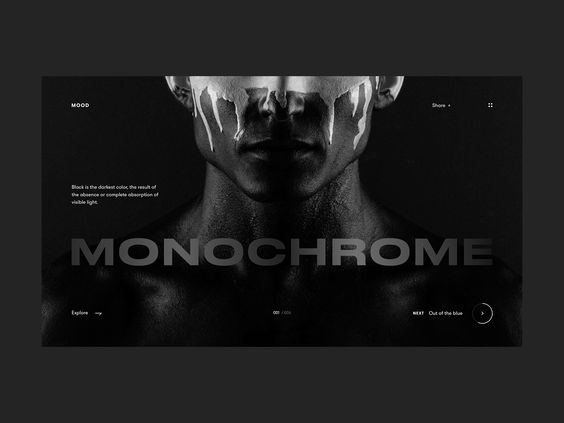 MOOD
Share +
Black is the darkest color, the result of
the absence or complete absorption of
visible light.
MONOCHROME
Explore →
001 / 006
NEXT Out of the blue